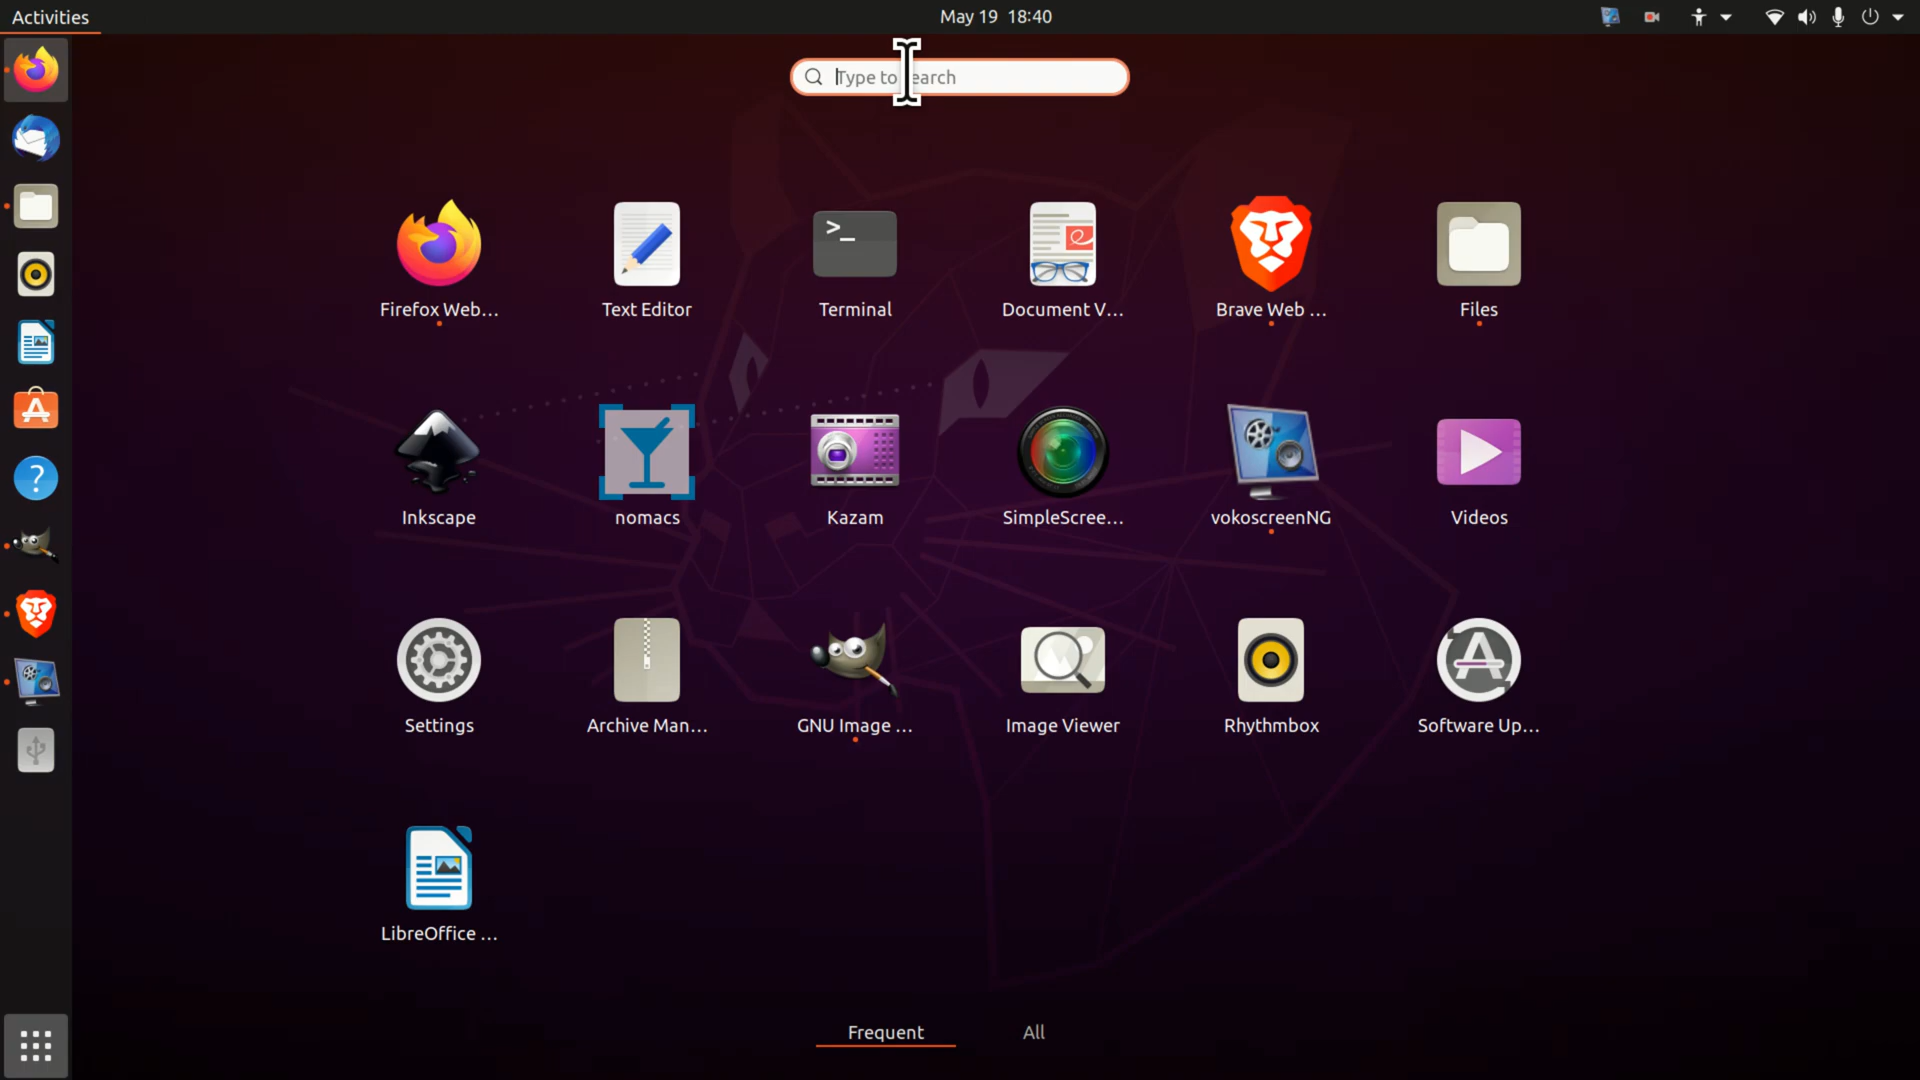 Activities
May 19 18:40
Type to search
Firefox Web...
Text Editor
Terminal
Document V...
Brave Web ...
Files
Inkscape
nomacs
Kazam
SimpleScree...
vokoscreenNG
Videos
Settings
Archive Man...
GNU Image ...
Image Viewer
Rhythmbox
Software Up...
LibreOffice ...
Frequent
All